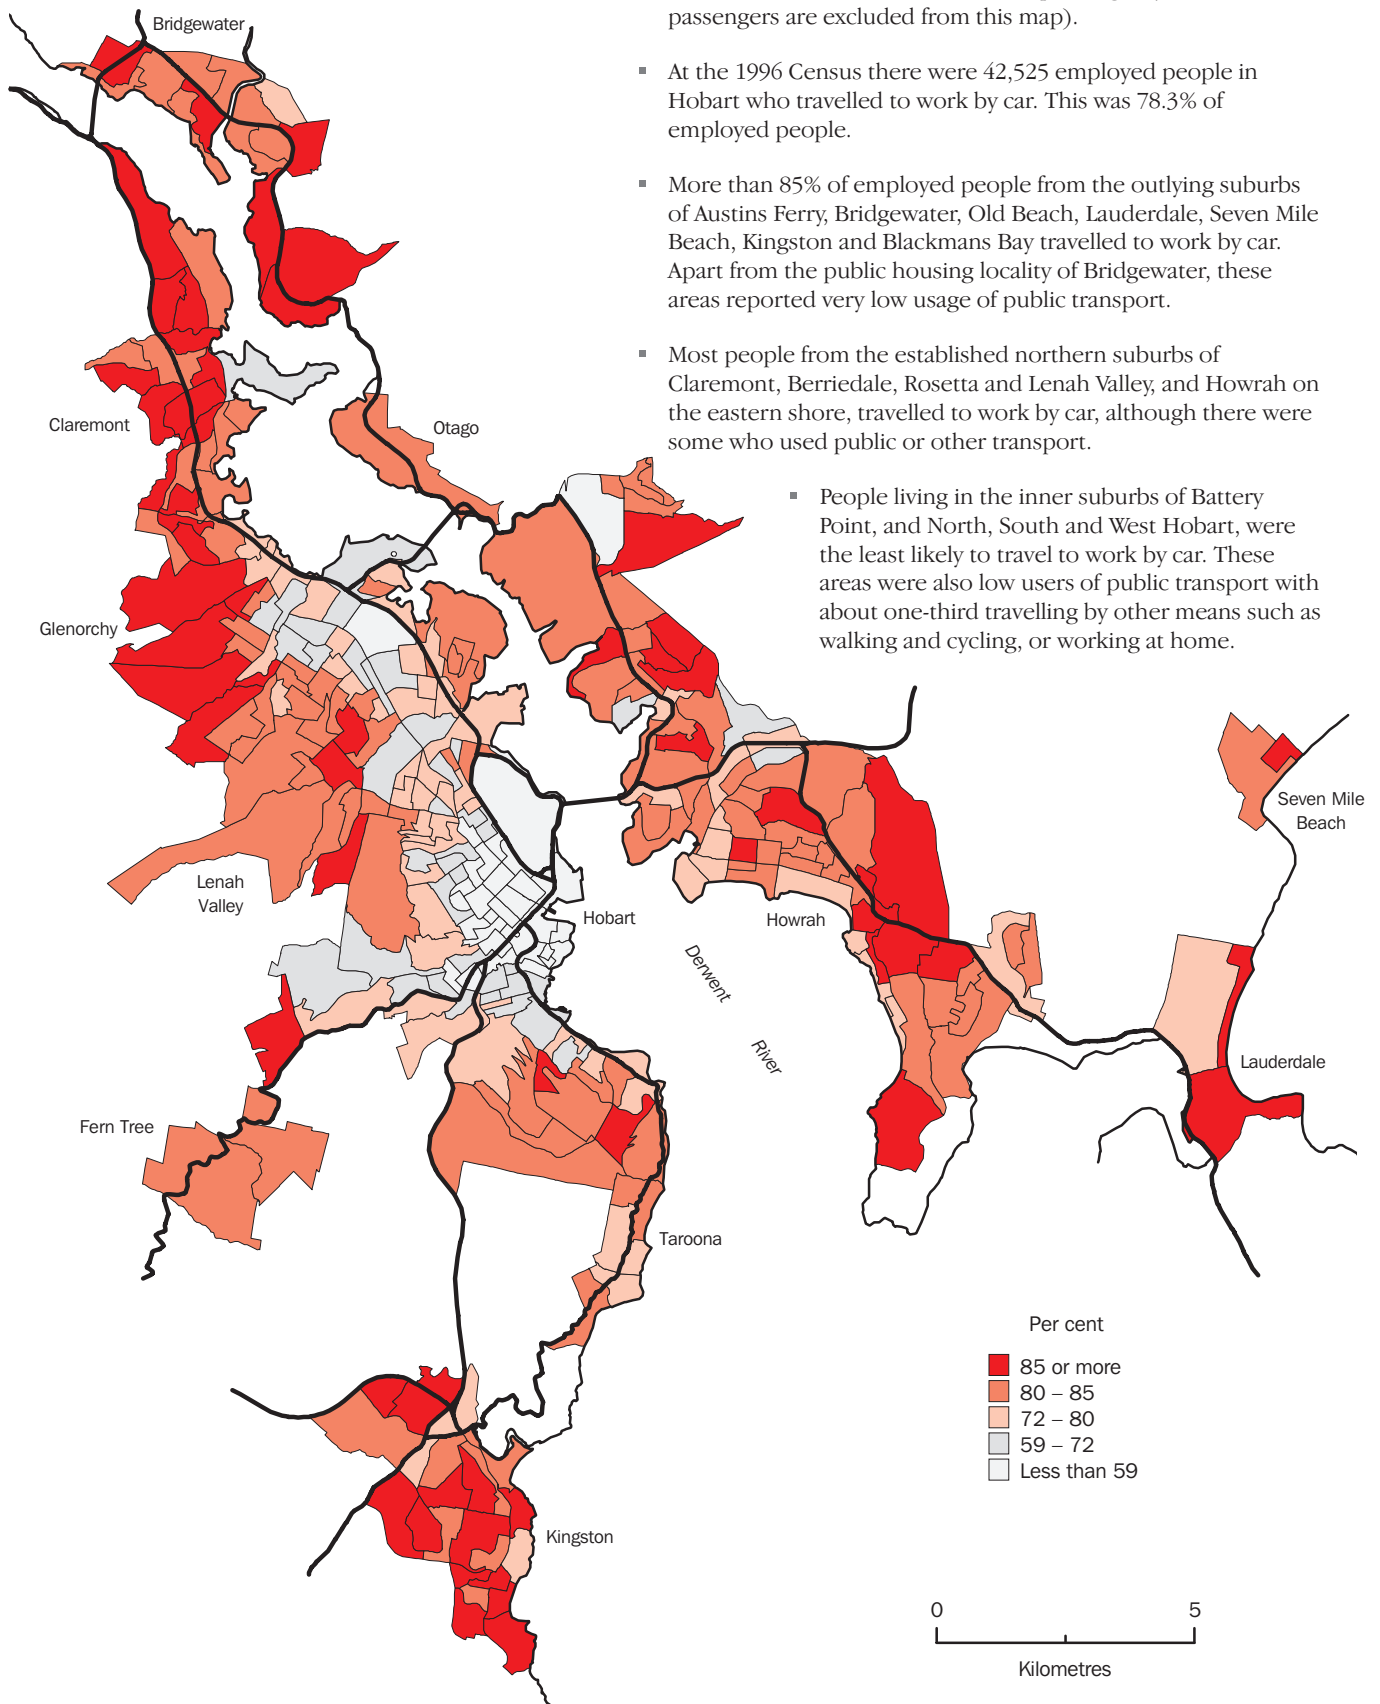 passengers are excluded from this map).
▪ At the 1996 Census there were 42,525 employed people in
Hobart who travelled to work by car. This was 78.3% of
employed people.
▪ More than 85% of employed people from the outlying suburbs
of Austins Ferry, Bridgewater, Old Beach, Lauderdale, Seven Mile
Beach, Kingston and Blackmans Bay travelled to work by car.
Apart from the public housing locality of Bridgewater, these
areas reported very low usage of public transport.
▪ Most people from the established northern suburbs of
Claremont, Berriedale, Rosetta and Lenah Valley, and Howrah on
the eastern shore, travelled to work by car, although there were
some who used public or other transport.
▪ People living in the inner suburbs of Battery
Point, and North, South and West Hobart, were
the least likely to travel to work by car. These
areas were also low users of public transport with
about one-third travelling by other means such as
walking and cycling, or working at home.
Bridgewater
Claremont
Otago
Glenorchy
Seven Mile
Beach
Lenah
Valley
Hobart
Howrah
Derwent
River
Lauderdale
Fern Tree
Taroona
Kingston
Per cent
85 or more
80 – 85
72 – 80
59 – 72
Less than 59
0 5
Kilometres